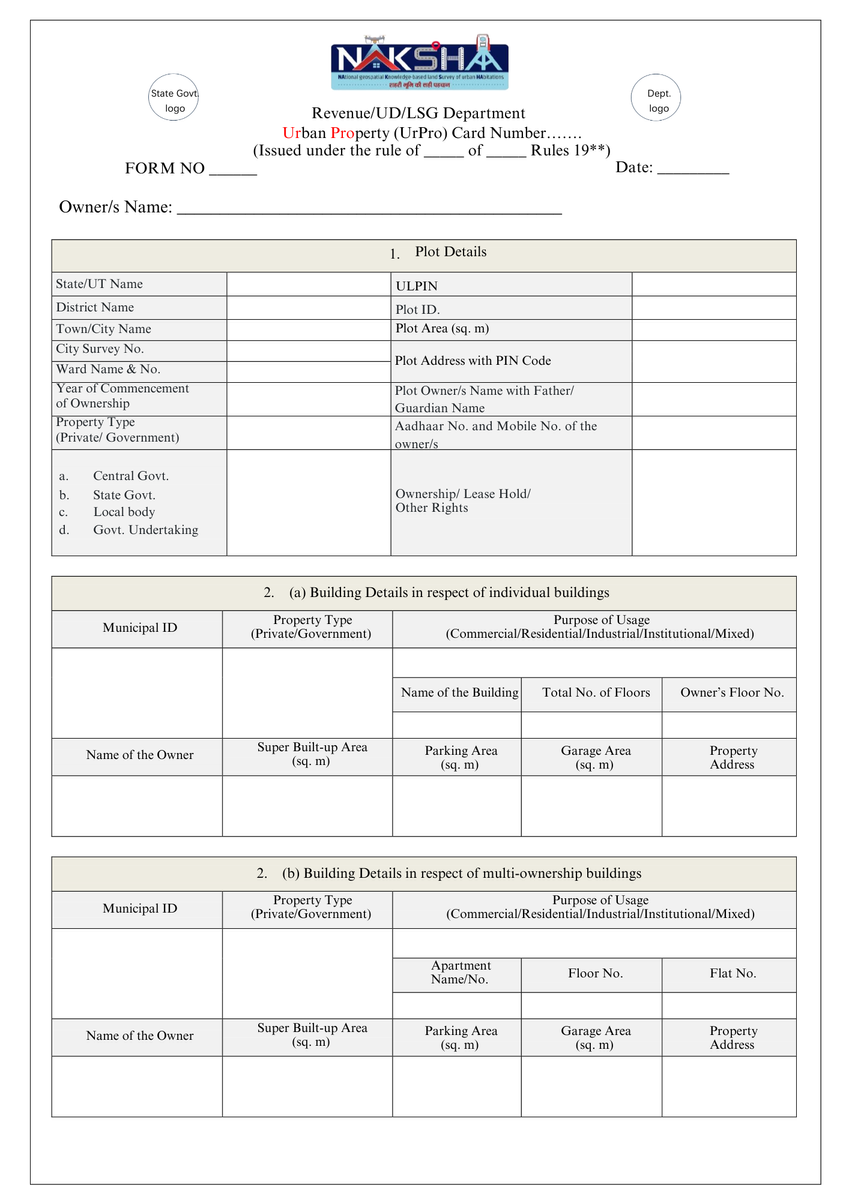 NAKSHA
NAtional geospatial Knowledge-based land Survey of urban HAbitations
शहरी भूमि की सही पहचान
State Govt.
logo
Dept.
logo
Revenue/UD/LSG Department
Urban Property (UrPro) Card Number…….
(Issued under the rule of _____ of _____ Rules 19**)
FORM NO ______
Date: _________
Owner/s Name: ___________________________________________
1. Plot Details
State/UT Name
ULPIN
District Name
Plot ID.
Town/City Name
Plot Area (sq. m)
City Survey No.
Plot Address with PIN Code
Ward Name & No.
Year of Commencement
of Ownership
Plot Owner/s Name with Father/
Guardian Name
Property Type
(Private/ Government)
Aadhaar No. and Mobile No. of the
owner/s
a. Central Govt.
b. State Govt.
c. Local body
d. Govt. Undertaking
Ownership/ Lease Hold/
Other Rights
2. (a) Building Details in respect of individual buildings
Municipal ID
Property Type
(Private/Government)
Purpose of Usage
(Commercial/Residential/Industrial/Institutional/Mixed)
Name of the Building
Total No. of Floors
Owner’s Floor No.
Name of the Owner
Super Built-up Area
(sq. m)
Parking Area
(sq. m)
Garage Area
(sq. m)
Property
Address
2. (b) Building Details in respect of multi-ownership buildings
Municipal ID
Property Type
(Private/Government)
Purpose of Usage
(Commercial/Residential/Industrial/Institutional/Mixed)
Apartment
Name/No.
Floor No.
Flat No.
Name of the Owner
Super Built-up Area
(sq. m)
Parking Area
(sq. m)
Garage Area
(sq. m)
Property
Address